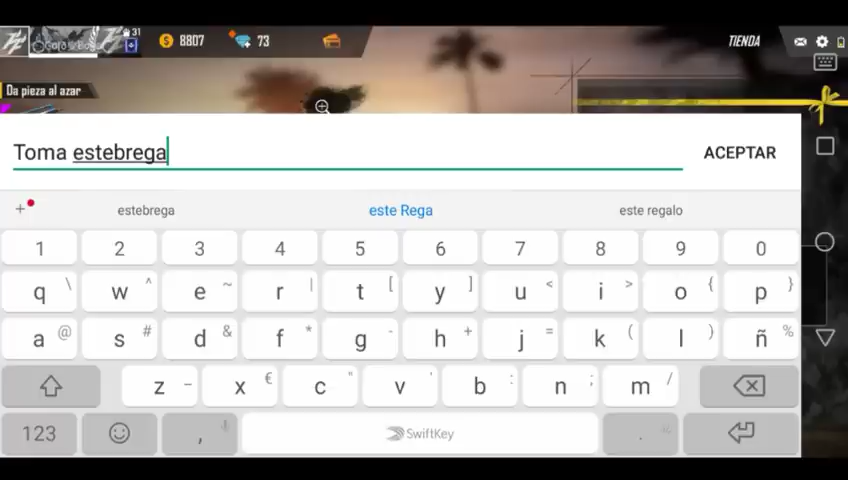 31
8807
73
TIENDA
Da pieza al azar
Toma estebrega
ACEPTAR
+ estebrega este Rega este regalo
1 2 3 4 5 6 7 8 9 0
q \ w ^ e ~ r | t [ y ] u < i > o { p }
a @ s # d & f * g - h + j = k ( l ) ñ %
z _ x € c " v ' b : n ; m /
123 , SwiftKey .